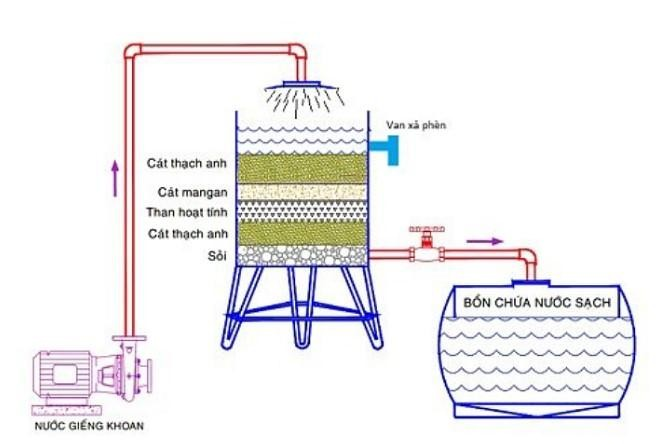 Van xả phèn
Cát thạch anh
Cát mangan
Than hoạt tính
Cát thạch anh
Sỏi
BỒN CHỨA NƯỚC SẠCH
NƯỚC GIẾNG KHOAN